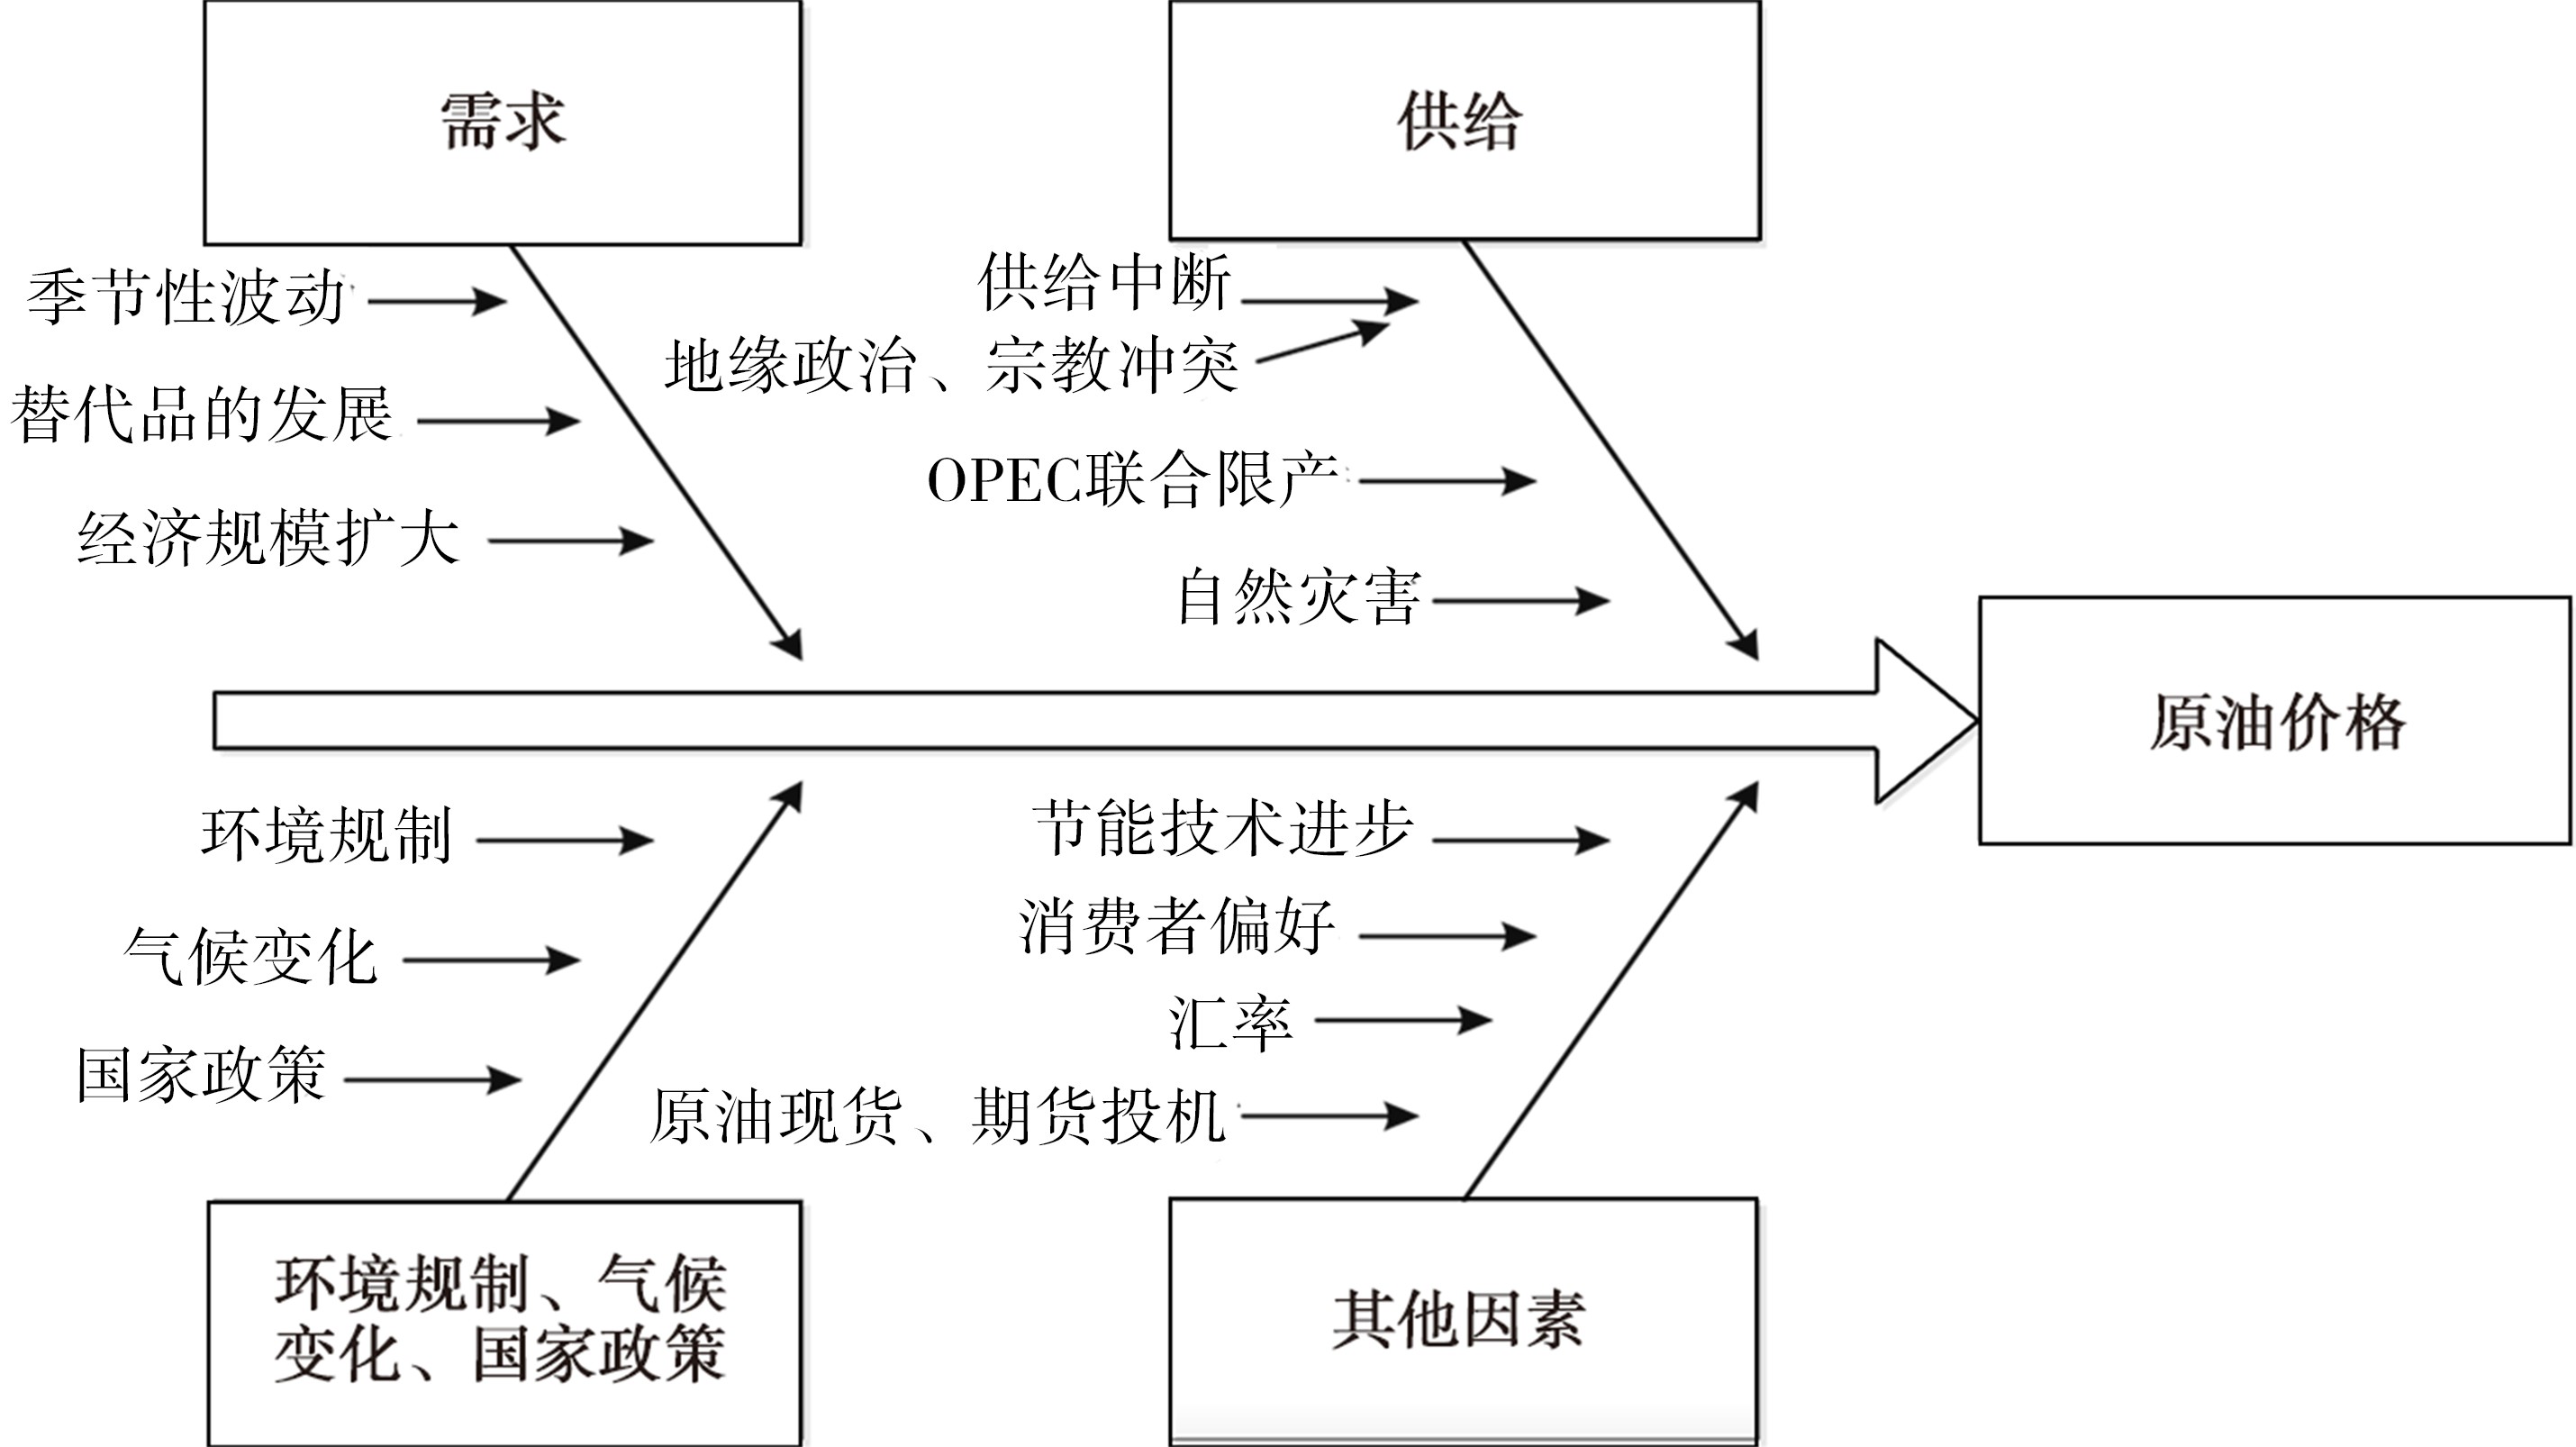 需求
供给
季节性波动
替代品的发展
经济规模扩大
供给中断
地缘政治、宗教冲突
OPEC联合限产
自然灾害
原油价格
环境规制
气候变化
国家政策
节能技术进步
消费者偏好
汇率
原油现货、期货投机
环境规制、气候
变化、国家政策
其他因素